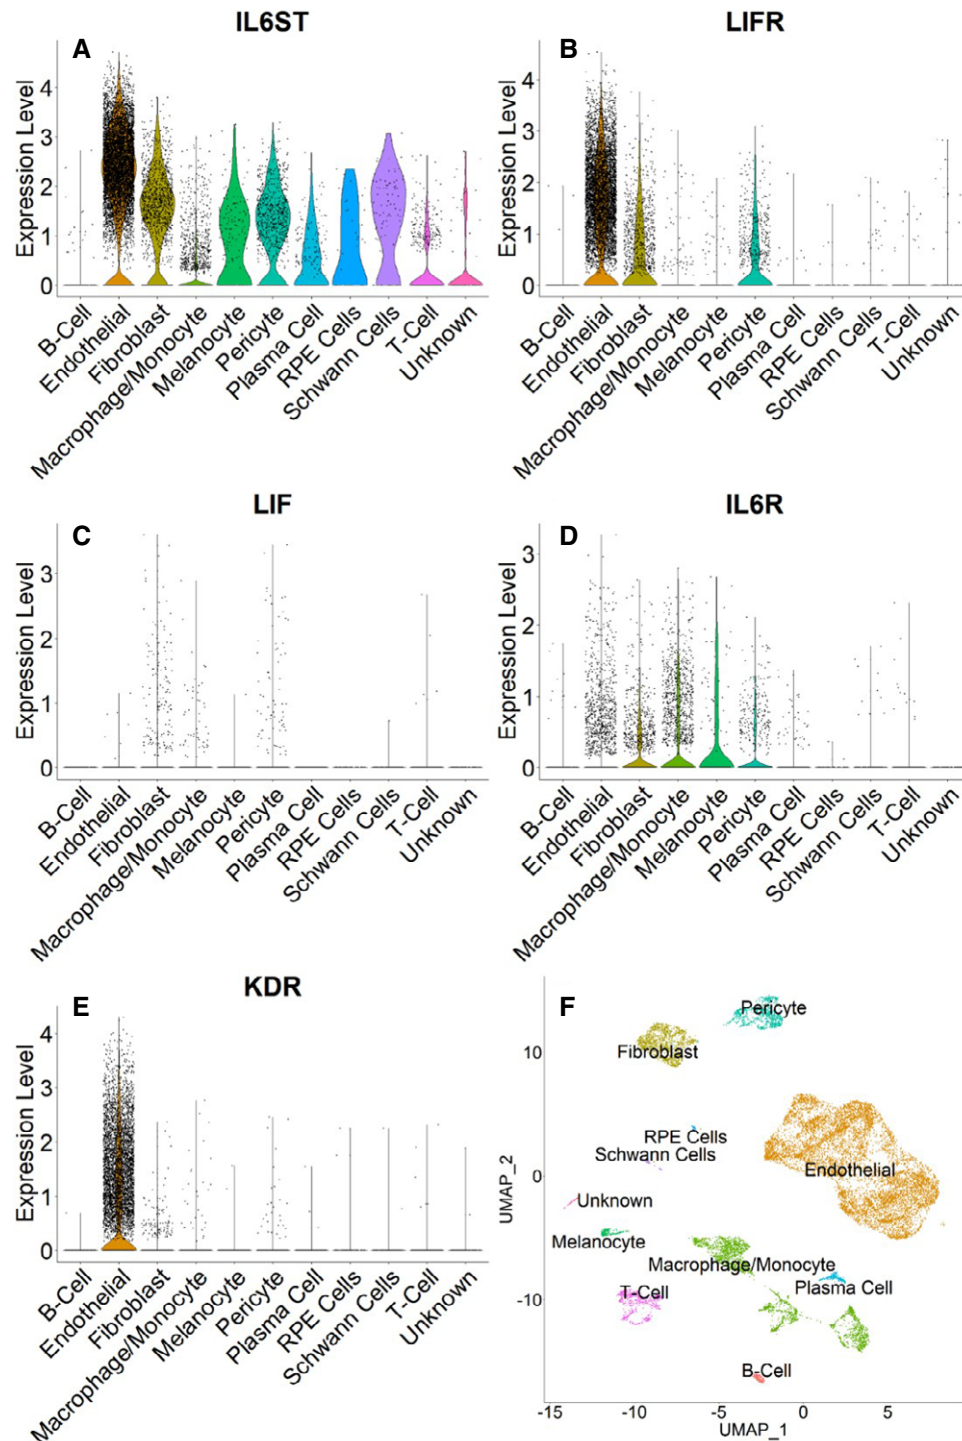 IL6ST
A
Expression Level
4
3
2
1
0
B-Cell
Endothelial
Fibroblast
Macrophage/Monocyte
Melanocyte
Pericyte
Plasma Cell
RPE Cells
Schwann Cells
T-Cell
Unknown
LIFR
B
Expression Level
4
3
2
1
0
B-Cell
Endothelial
Fibroblast
Macrophage/Monocyte
Melanocyte
Pericyte
Plasma Cell
RPE Cells
Schwann Cells
T-Cell
Unknown
LIF
C
Expression Level
3
2
1
0
B-Cell
Endothelial
Fibroblast
Macrophage/Monocyte
Melanocyte
Pericyte
Plasma Cell
RPE Cells
Schwann Cells
T-Cell
Unknown
IL6R
D
Expression Level
3
2
1
0
B-Cell
Endothelial
Fibroblast
Macrophage/Monocyte
Melanocyte
Pericyte
Plasma Cell
RPE Cells
Schwann Cells
T-Cell
Unknown
KDR
E
Expression Level
4
3
2
1
0
B-Cell
Endothelial
Fibroblast
Macrophage/Monocyte
Melanocyte
Pericyte
Plasma Cell
RPE Cells
Schwann Cells
T-Cell
Unknown
F
UMAP_2
10
0
-10
Pericyte
Fibroblast
RPE Cells
Schwann Cells
Endothelial
Unknown
Melanocyte
Macrophage/Monocyte
Plasma Cell
T-Cell
B-Cell
-15
-10
-5
0
5
UMAP_1